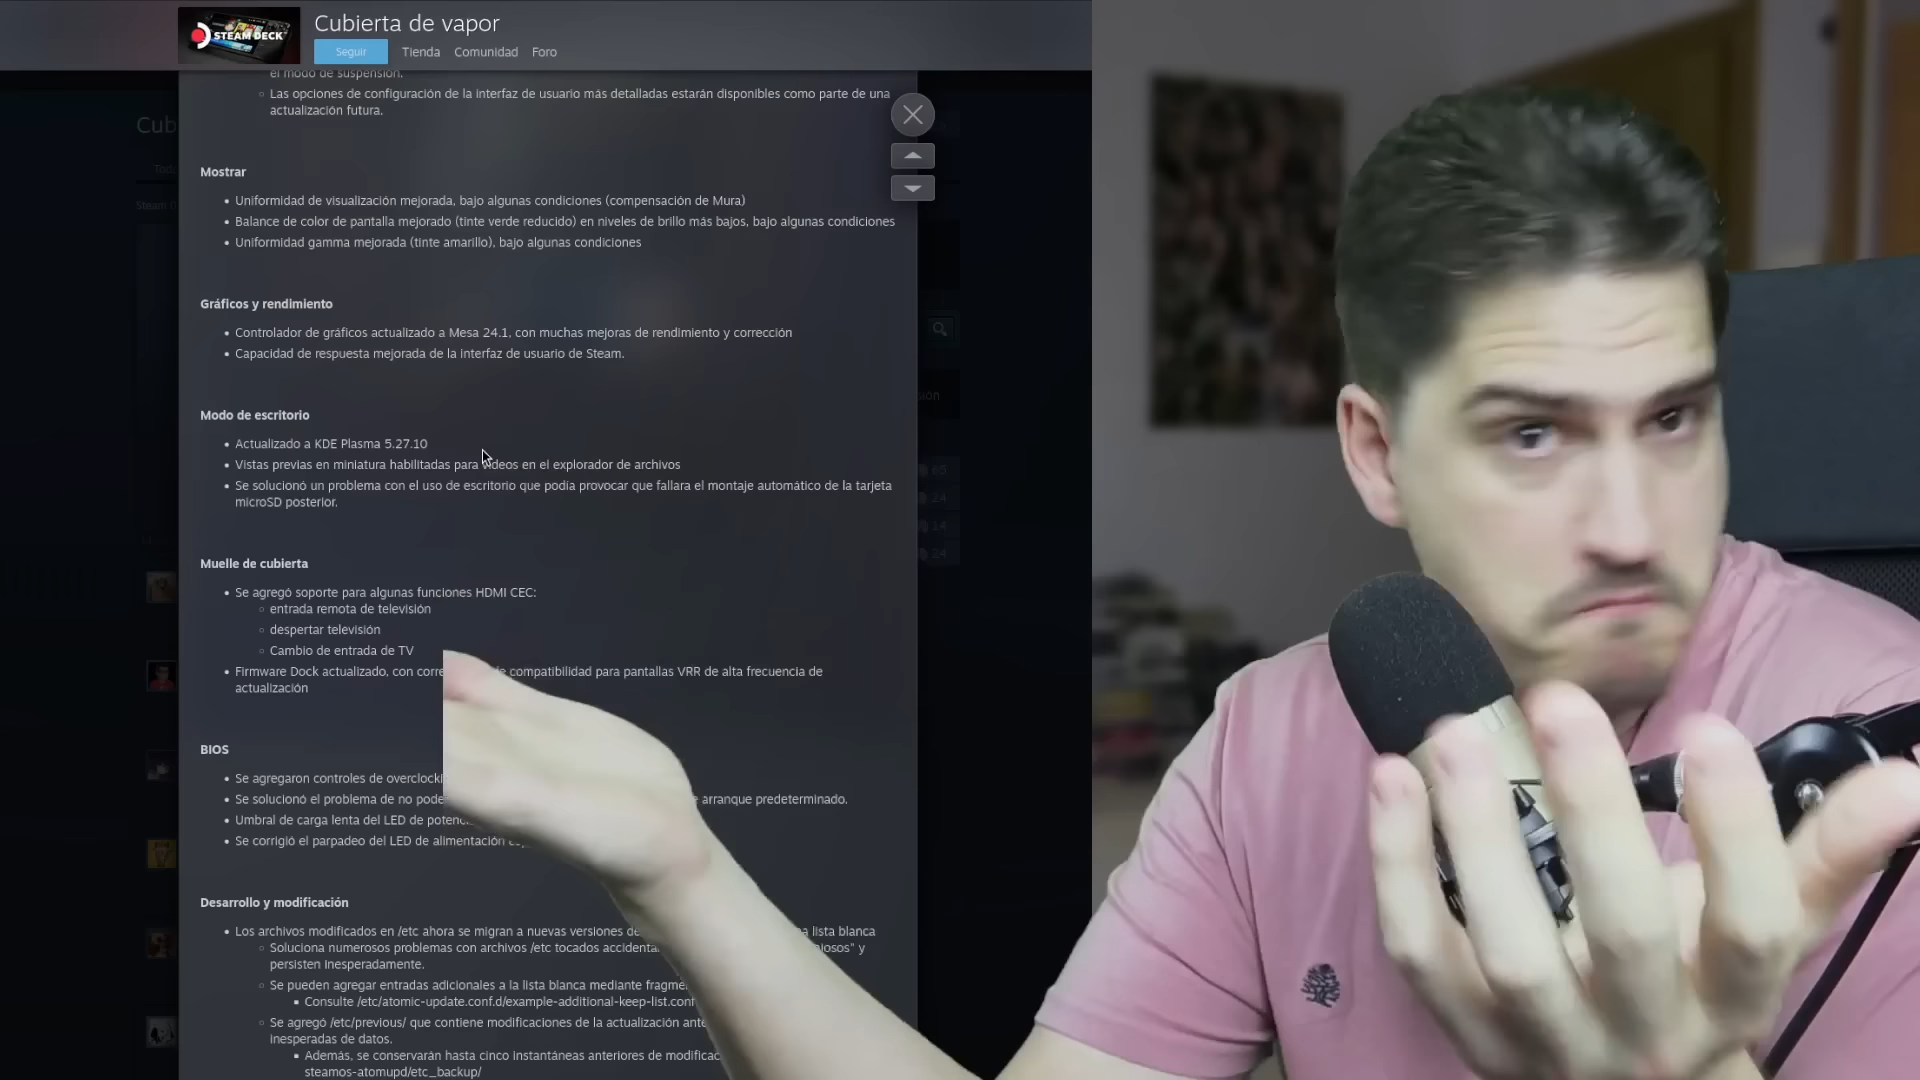 STEAM DECK
Cubierta de vapor
Seguir
Tienda
Comunidad
Foro
el modo de suspensión.
Las opciones de configuración de la interfaz de usuario más detalladas estarán disponibles como parte de una
actualización futura.
Cub
Mostrar
Steam
Uniformidad de visualización mejorada, bajo algunas condiciones (compensación de Mura)
Balance de color de pantalla mejorado (tinte verde reducido) en niveles de brillo más bajos, bajo algunas condiciones
Uniformidad gamma mejorada (tinte amarillo), bajo algunas condiciones
Gráficos y rendimiento
Controlador de gráficos actualizado a Mesa 24.1, con muchas mejoras de rendimiento y corrección
Capacidad de respuesta mejorada de la interfaz de usuario de Steam.
sión
Modo de escritorio
Actualizado a KDE Plasma 5.27.10
Vistas previas en miniatura habilitadas para videos en el explorador de archivos
Se solucionó un problema con el uso de escritorio que podía provocar que fallara el montaje automático de la tarjeta
microSD posterior.
24
14
24
Muelle de cubierta
Se agregó soporte para algunas funciones HDMI CEC:
entrada remota de televisión
despertar televisión
Cambio de entrada de TV
Firmware Dock actualizado, con corre de compatibilidad para pantallas VRR de alta frecuencia de
actualización
BIOS
Se agregaron controles de overclocki
Se solucionó el problema de no pode e arranque predeterminado.
Umbral de carga lenta del LED de potenc
Se corrigió el parpadeo del LED de alimentación
Desarrollo y modificación
Los archivos modificados en /etc ahora se migran a nuevas versiones de na lista blanca
Soluciona numerosos problemas con archivos /etc tocados accidenta iosos" y
persisten inesperadamente.
Se pueden agregar entradas adicionales a la lista blanca mediante fragme
Consulte /etc/atomic-update.conf.d/example-additional-keep-list.conf
Se agregó /etc/previous/ que contiene modificaciones de la actualización ante
inesperadas de datos.
Además, se conservarán hasta cinco instantáneas anteriores de modificac
steamos-atomupd/etc_backup/